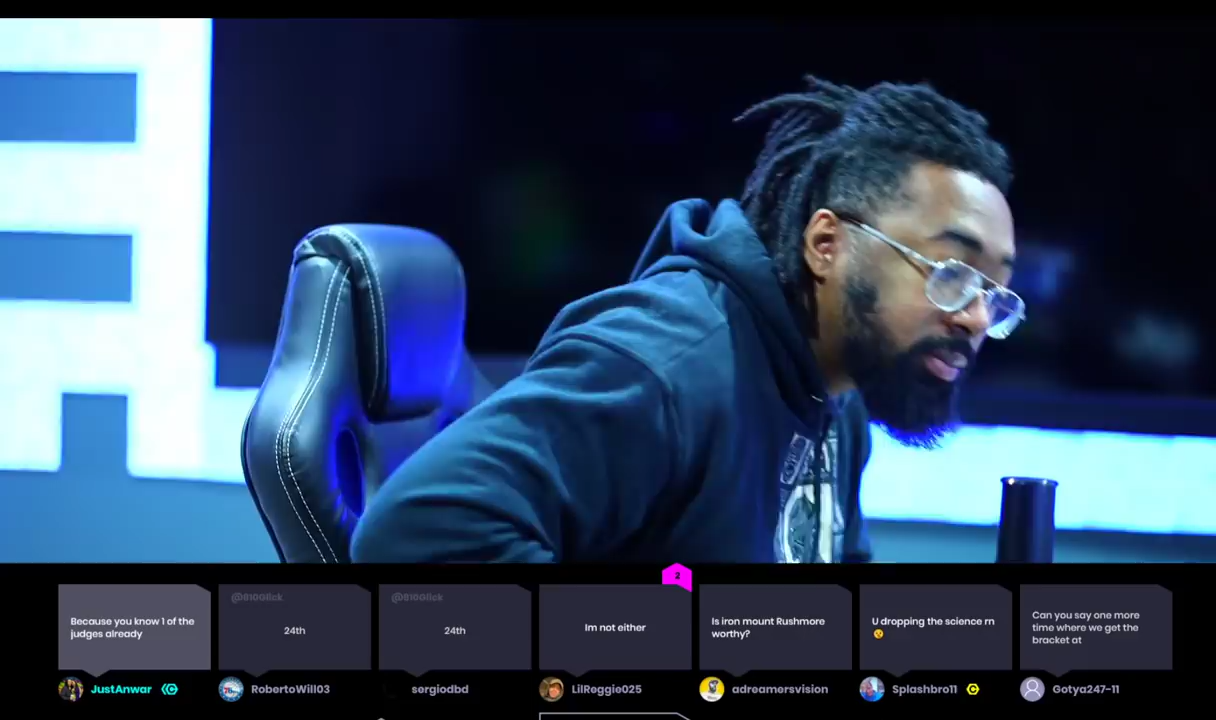 2
Because you know 1 of the
judges already
@810Glick
24th
@810Glick
24th
Im not either
Is iron mount Rushmore
worthy?
U dropping the science rn
😉
Can you say one more
time where we get the
bracket at
JustAnwar
RobertoWill03
sergiodbd
LilReggie025
adreamersvision
Splashbro11
Gotya247-11